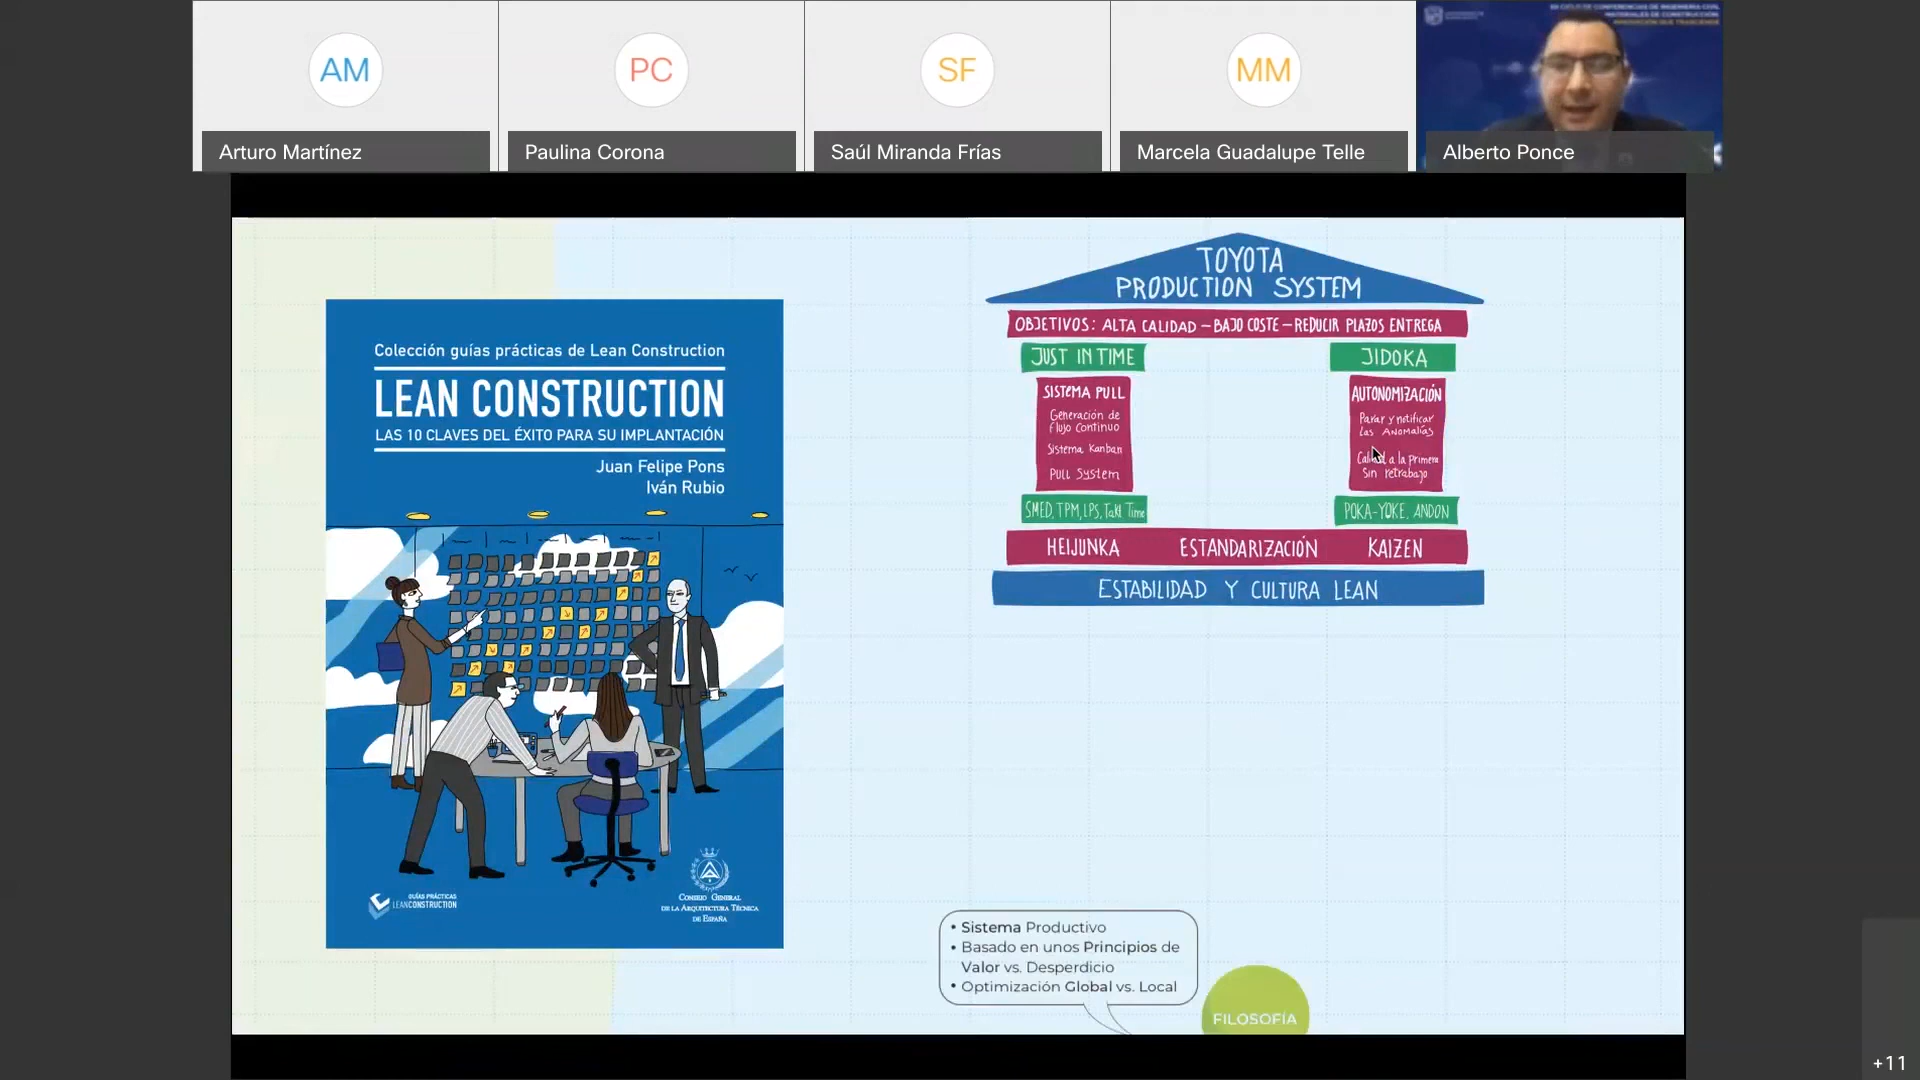 AM
Arturo Martínez
PC
Paulina Corona
SF
Saúl Miranda Frías
MM
Marcela Guadalupe Telle
Alberto Ponce
Colección guías prácticas de Lean Construction
LEAN CONSTRUCTION
LAS 10 CLAVES DEL ÉXITO PARA SU IMPLANTACIÓN
Juan Felipe Pons
Iván Rubio
GUÍAS PRÁCTICAS
LEANCONSTRUCTION
CONSEJO GENERAL
DE LA ARQUITECTURA TÉCNICA
DE ESPAÑA
TOYOTA
PRODUCTION SYSTEM
OBJETIVOS: ALTA CALIDAD – BAJO COSTE – REDUCIR PLAZOS ENTREGA
JUST IN TIME
SISTEMA PULL
Generación de
flujo continuo
Sistema Kanban
PULL System
SMED, TPM, LPS, Takt Time
JIDOKA
AUTONOMIZACIÓN
Parar y notificar
las ANOMALÍAS
Calidad a la primera
Sin retrabajo
POKA-YOKE, ANDON
HEIJUNKA ESTANDARIZACIÓN KAIZEN
ESTABILIDAD Y CULTURA LEAN
• Sistema Productivo
• Basado en unos Principios de
Valor vs. Desperdicio
• Optimización Global vs. Local
FILOSOFÍA
+11